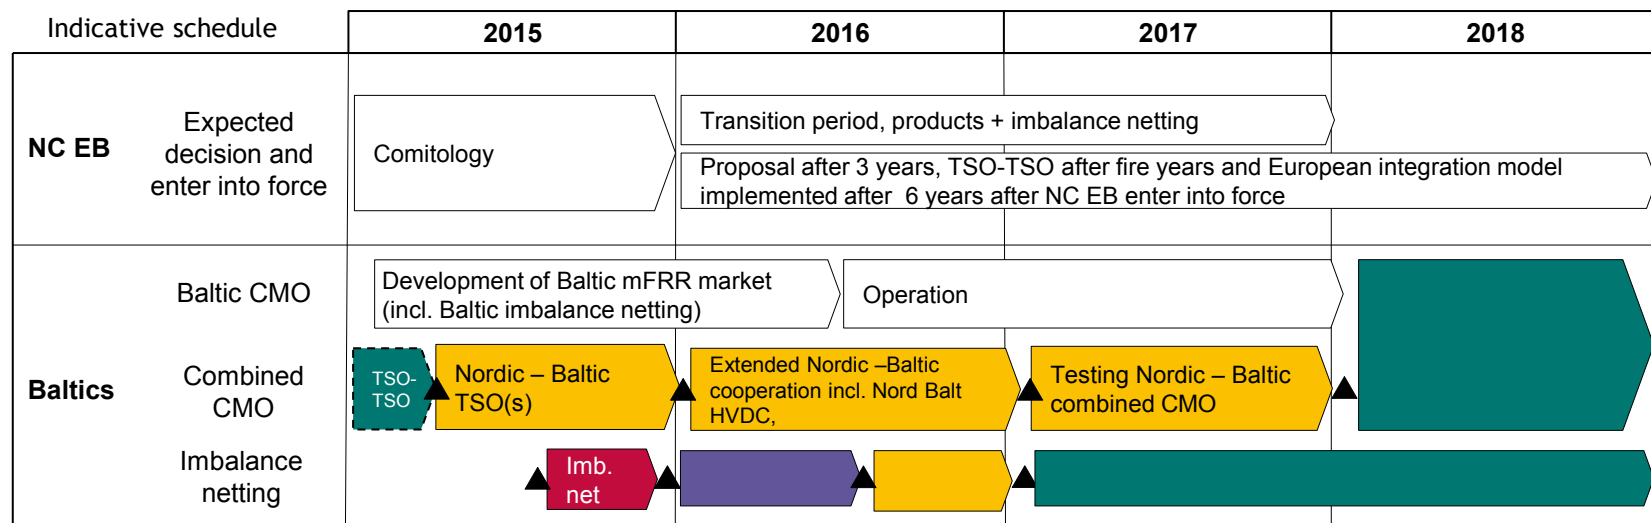 Indicative schedule
2015
2016
2017
2018
NC EB
Expected
decision and
enter into force
Comitology
Transition period, products + imbalance netting
Proposal after 3 years, TSO-TSO after fire years and European integration model
implemented after  6 years after NC EB enter into force
Baltics
Baltic CMO
Development of Baltic mFRR market
(incl. Baltic imbalance netting)
Operation
Combined
CMO
TSO-
TSO
Nordic – Baltic
TSO(s)
Extended Nordic –Baltic
cooperation incl. Nord Balt
HVDC,
Testing Nordic – Baltic
combined CMO
Imbalance
netting
Imb.
net